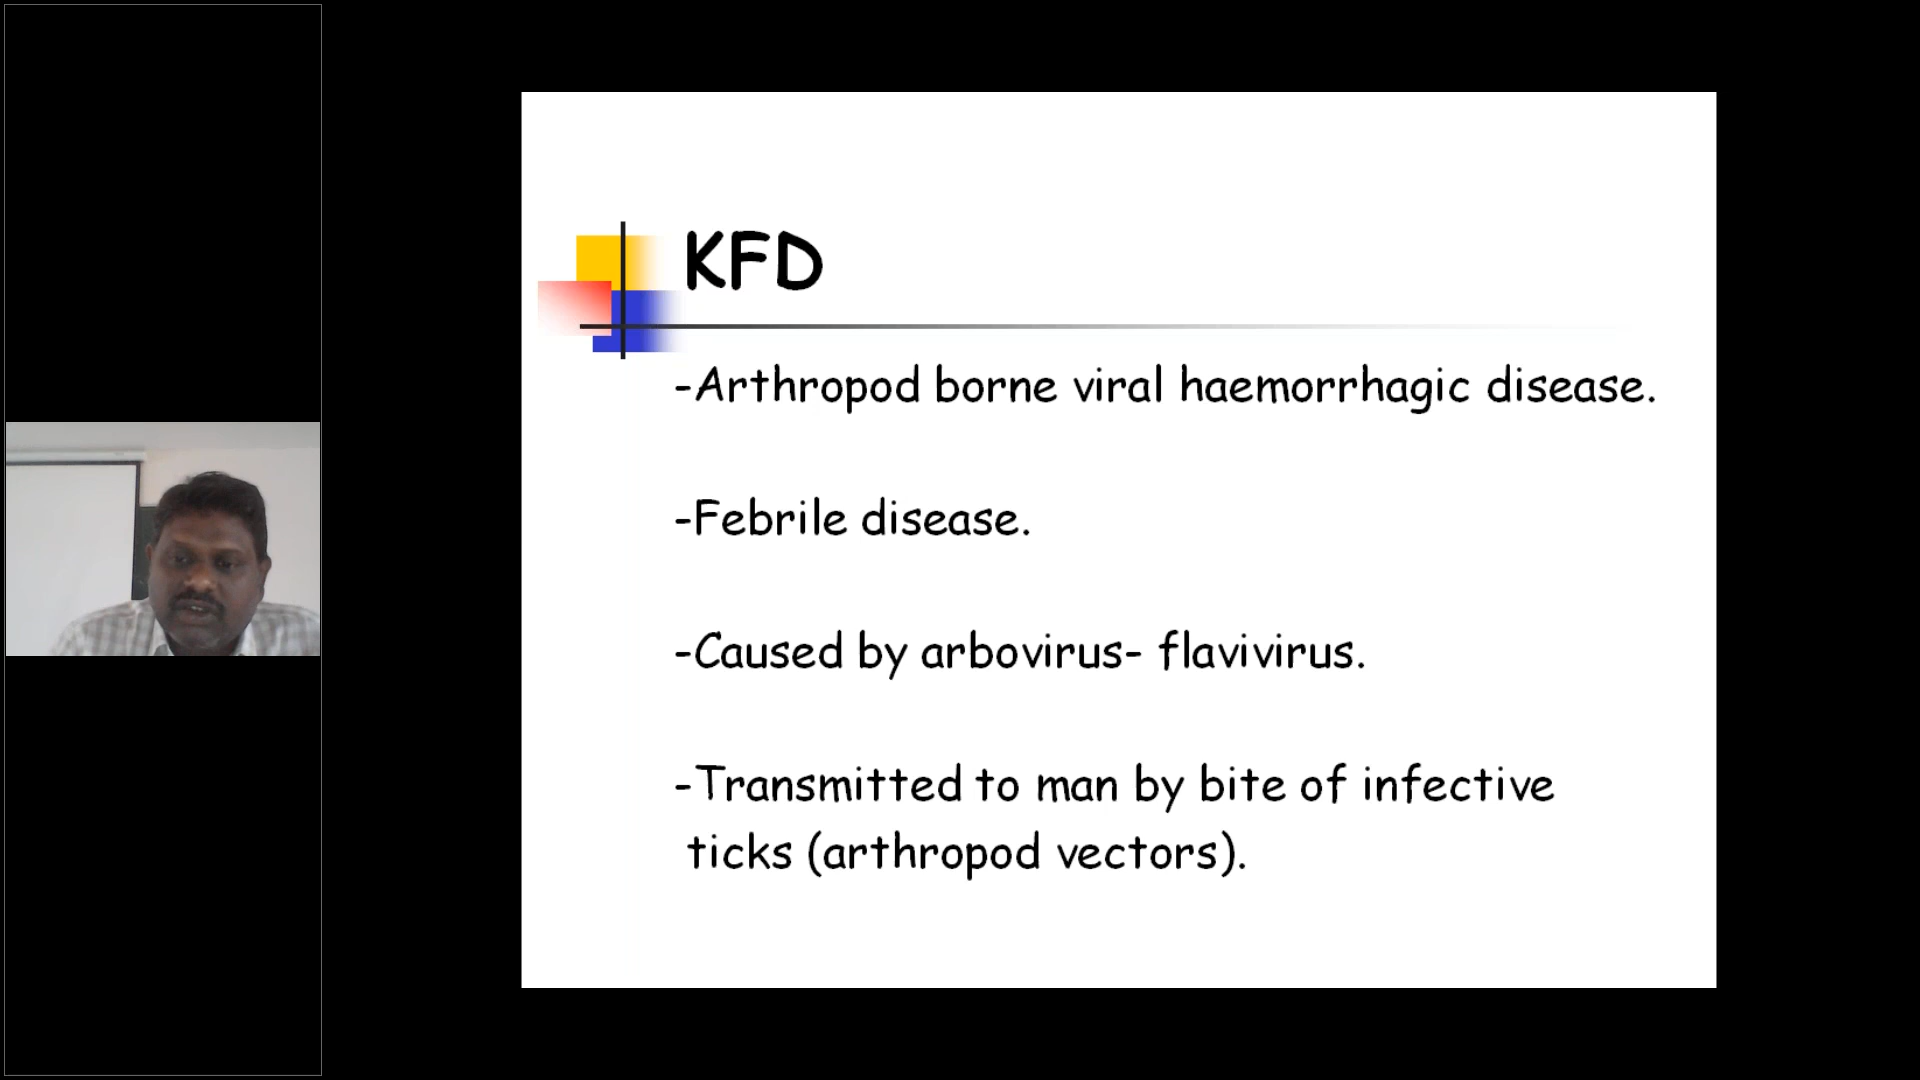 KFD
-Arthropod borne viral haemorrhagic disease.
-Febrile disease.
-Caused by arbovirus- flavivirus.
-Transmitted to man by bite of infective
ticks (arthropod vectors).